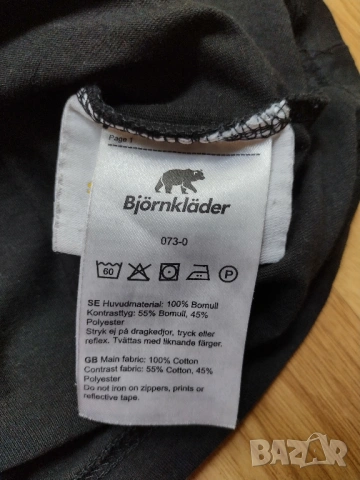 Page 1
Björnkläder
073-0
60
P
SE Huvudmaterial: 100% Bomull
Kontrasttyg: 55% Bomull, 45%
Polyester
Stryk ej på dragkedjor, tryck eller
reflex. Tvättas med liknande färger.
GB Main fabric: 100% Cotton
Contrast fabric: 55% Cotton, 45%
Polyester
Do not iron on zippers, prints or
reflective tape.
BAZAR
bg